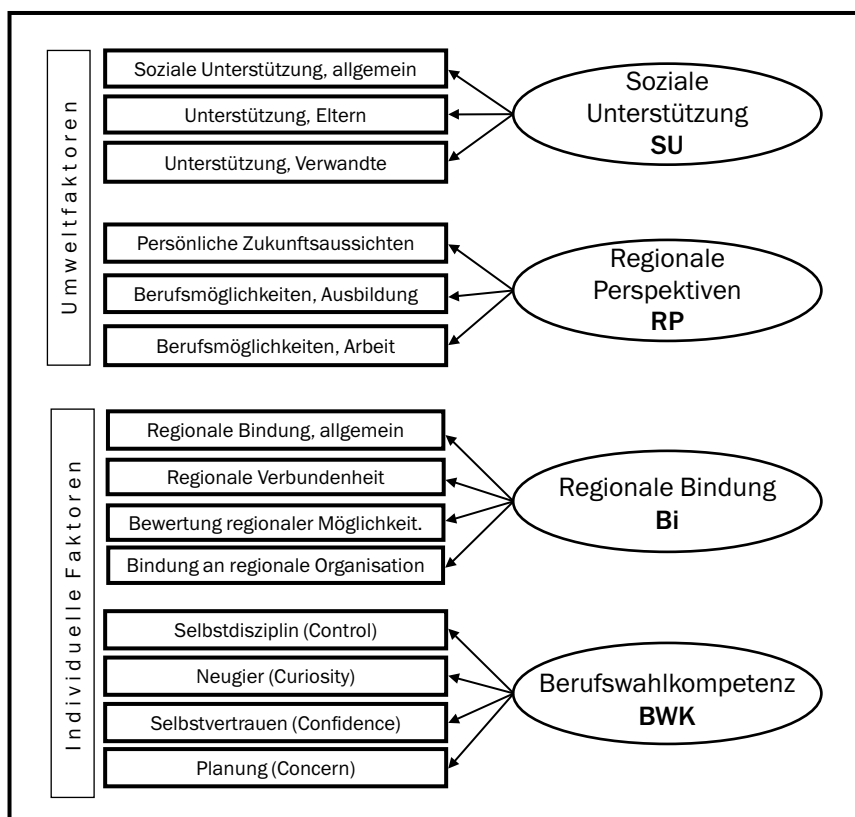 Umweltfaktoren
Soziale Unterstützung, allgemein
Unterstützung, Eltern
Unterstützung, Verwandte
Soziale
Unterstützung
SU
Persönliche Zukunftsaussichten
Berufsmöglichkeiten, Ausbildung
Berufsmöglichkeiten, Arbeit
Regionale
Perspektiven
RP
Individuelle Faktoren
Regionale Bindung, allgemein
Regionale Verbundenheit
Bewertung regionaler Möglichkeit.
Bindung an regionale Organisation
Regionale Bindung
Bi
Selbstdisziplin (Control)
Neugier (Curiosity)
Selbstvertrauen (Confidence)
Planung (Concern)
Berufswahlkompetenz
BWK